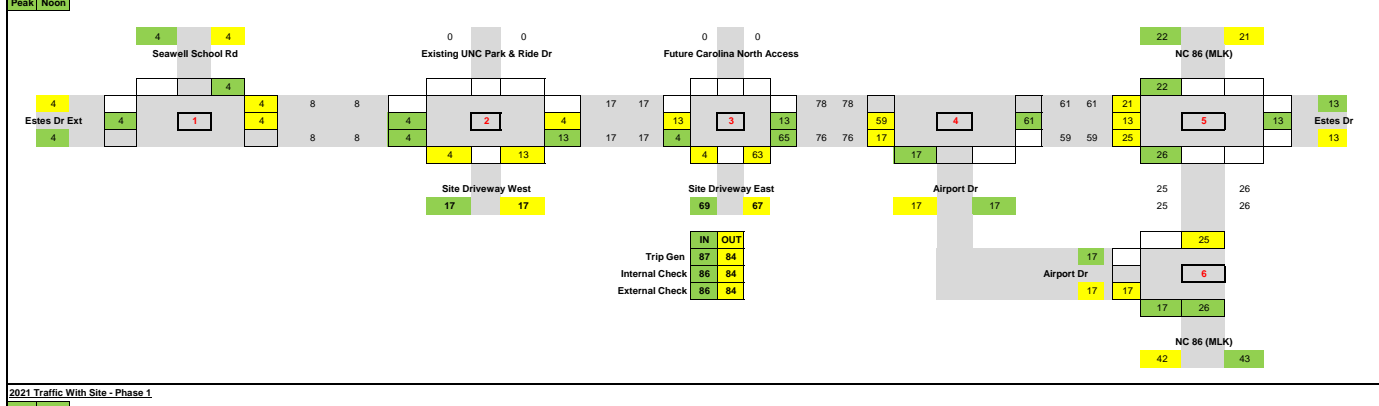 Peak Noon
4 4 0 0 0 0 22 21
Seawell School Rd Existing UNC Park & Ride Dr Future Carolina North Access NC 86 (MLK)
4 22
4 4 8 8 17 17 78 78 61 61 21 13
Estes Dr Ext 4 1 4 4 2 4 13 3 13 59 4 61 13 5 13 Estes Dr
4 8 8 4 13 17 17 4 65 76 76 17 59 59 25 13
4 13 4 63 17 26
Site Driveway West Site Driveway East Airport Dr 25 26
17 17 69 67 17 17 25 26
IN OUT 25
Trip Gen 87 84 17
Internal Check 86 84 Airport Dr 6
External Check 86 84 17 17
17 26
NC 86 (MLK)
42 43
2021 Traffic With Site - Phase 1